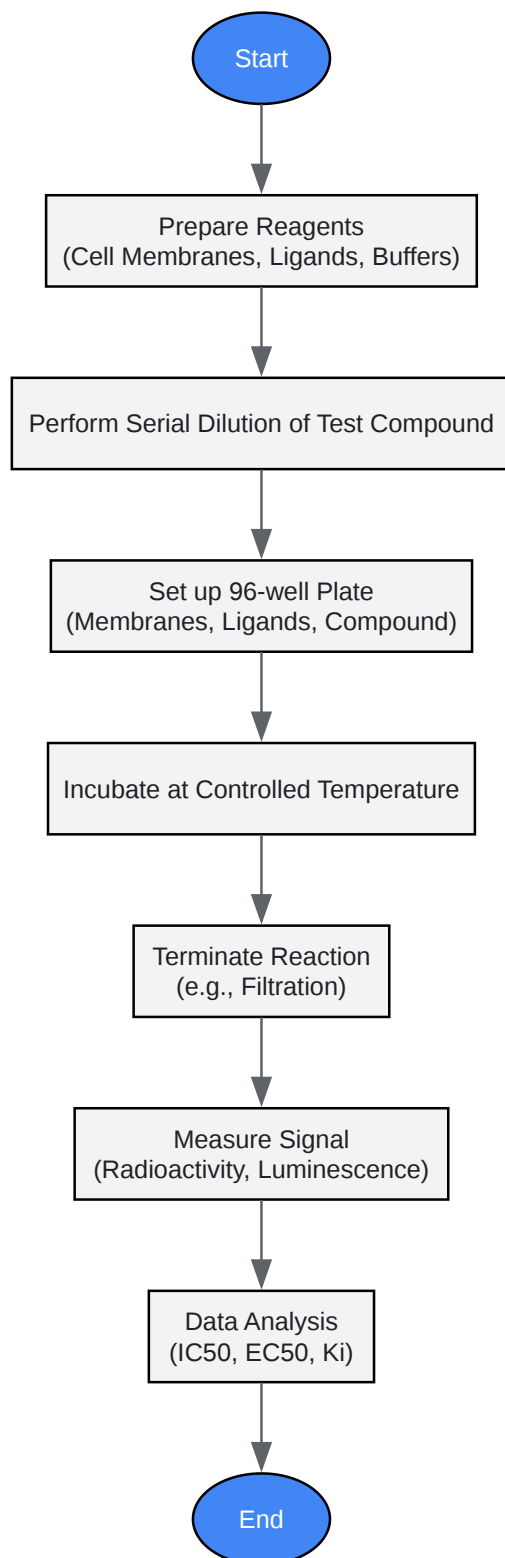 Start
Prepare Reagents
(Cell Membranes, Ligands, Buffers)
Perform Serial Dilution of Test Compound
Set up 96-well Plate
(Membranes, Ligands, Compound)
Incubate at Controlled Temperature
Terminate Reaction
(e.g., Filtration)
Measure Signal
(Radioactivity, Luminescence)
Data Analysis
(IC50, EC50, Ki)
End